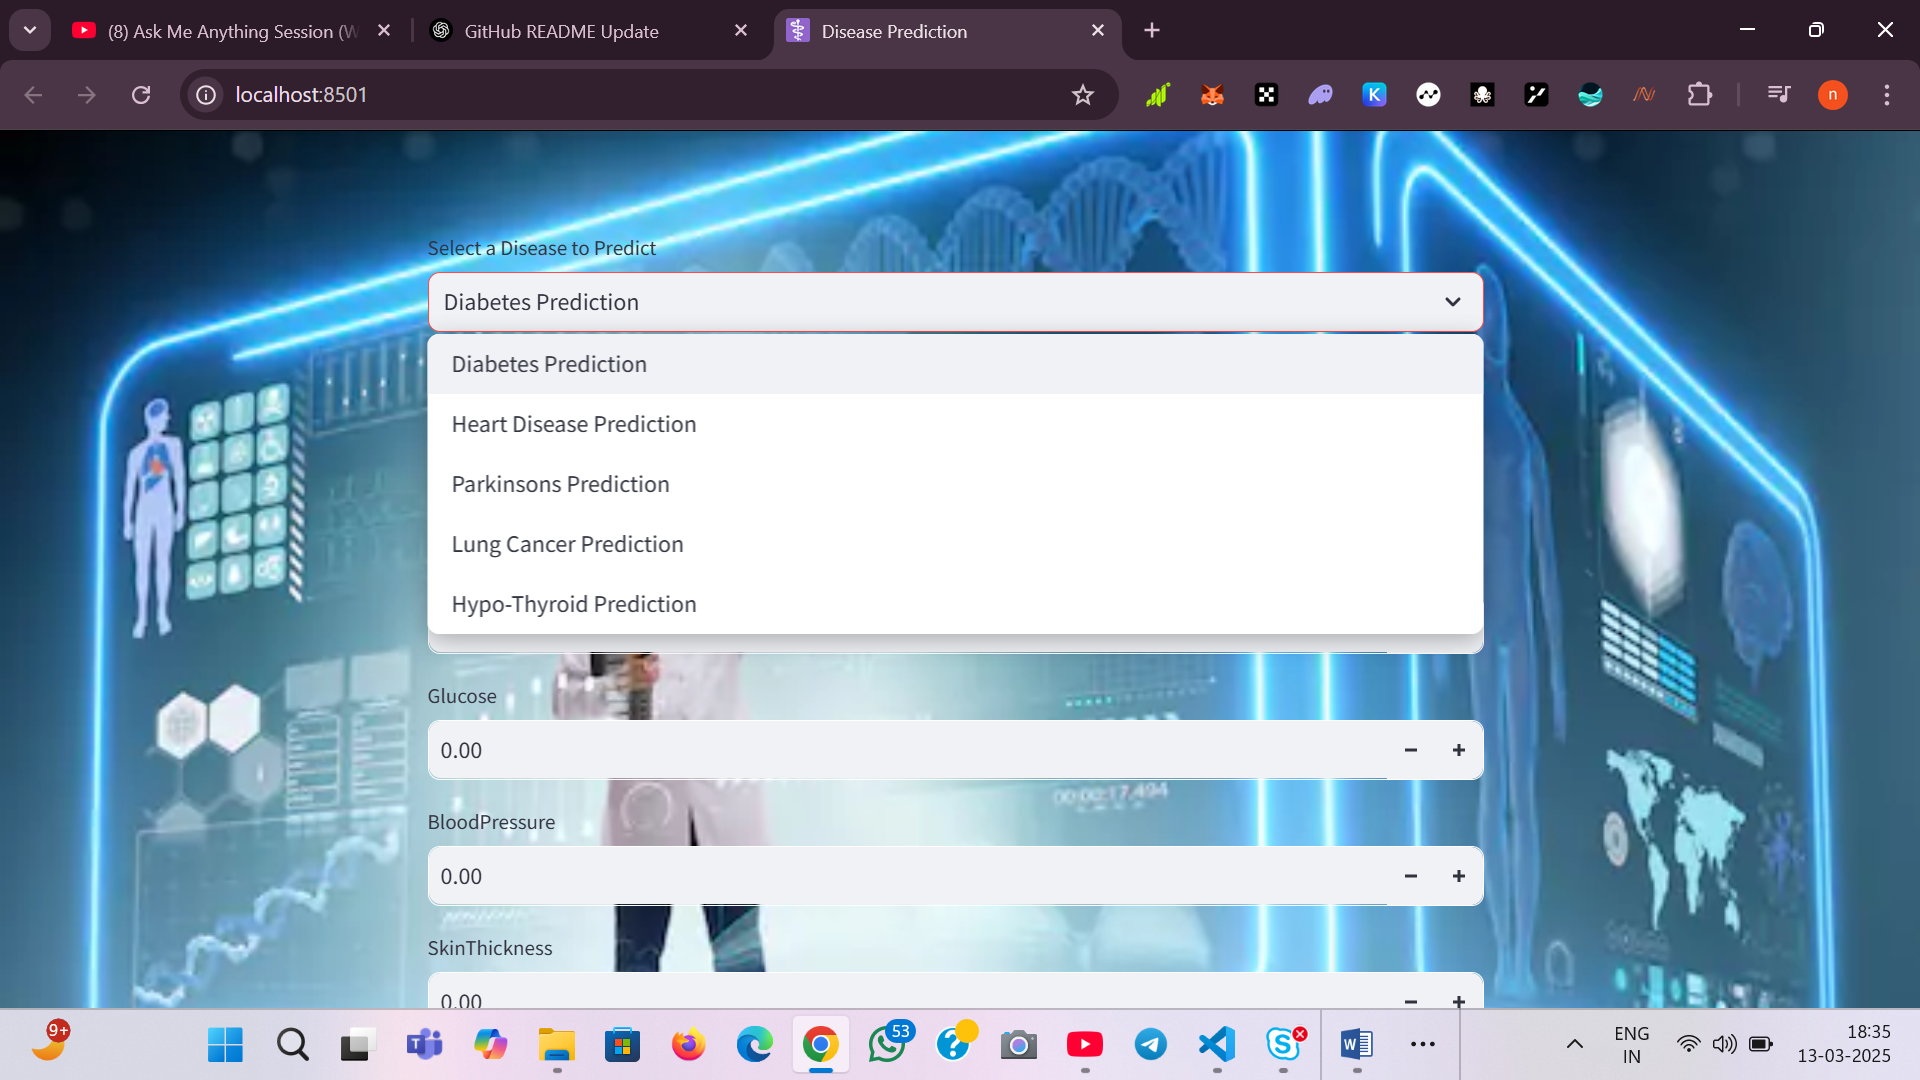 (8) Ask Me Anything Session (W
GitHub README Update
Disease Prediction
localhost:8501
n
Select a Disease to Predict
Diabetes Prediction
Diabetes Prediction
Heart Disease Prediction
Parkinsons Prediction
Lung Cancer Prediction
Hypo-Thyroid Prediction
Glucose
0.00
00:00:17.494
BloodPressure
0.00
SkinThickness
0.00
9+
53
ENG
IN
18:35
13-03-2025